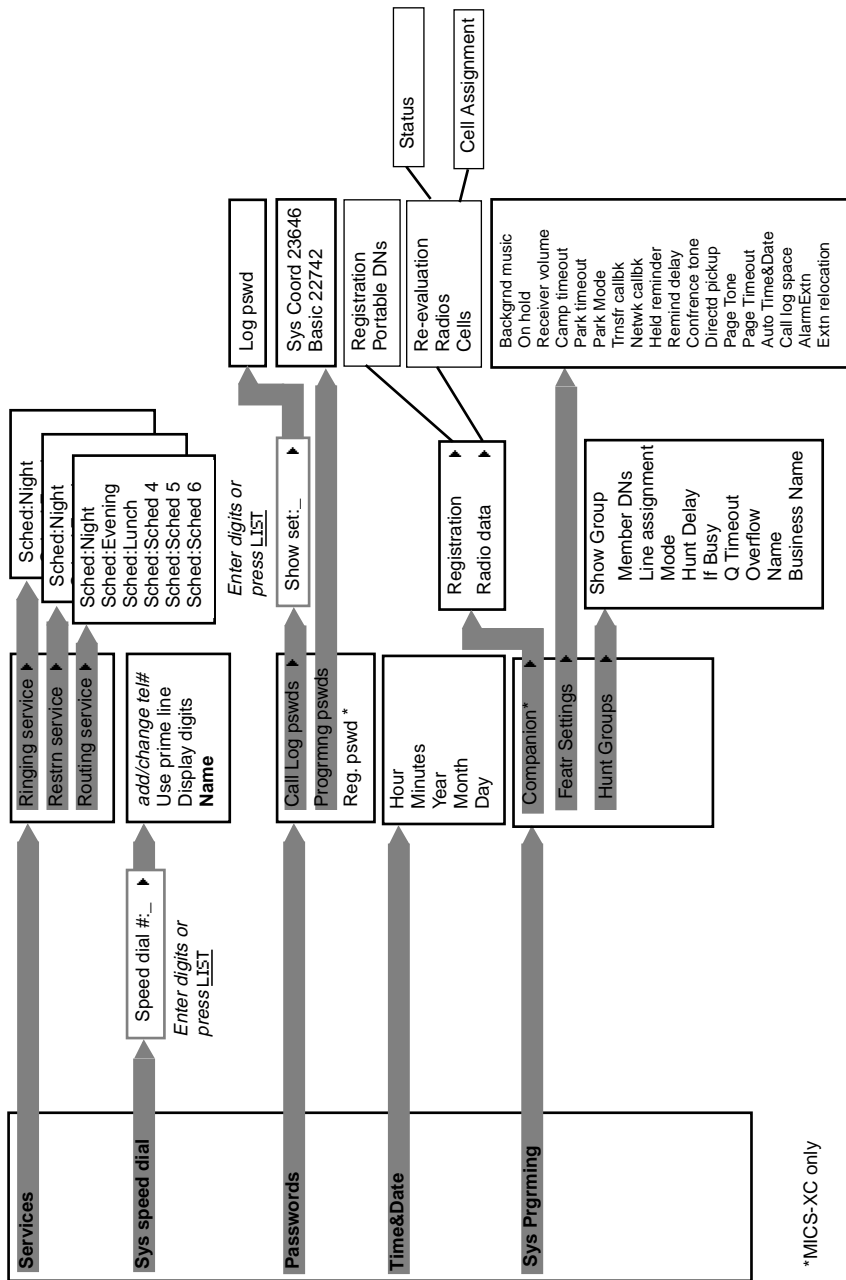 Services
Ringing service
Restrn service
Routing service
Sched:Night
Sched:Night
Sched:Night
Sched:Evening
Sched:Lunch
Sched:Sched 4
Sched:Sched 5
Sched:Sched 6
Sys speed dial
Speed dial #:_
Enter digits or
press LIST
add/change tel#
Use prime line
Display digits
Name
Passwords
Call Log pswds
Progrmng pswds
Reg. pswd *
Enter digits or
press LIST
Show set:_
Log pswd
Sys Coord 23646
Basic 22742
Time&Date
Hour
Minutes
Year
Month
Day
Sys Prgrming
Companion*
Featr Settings
Hunt Groups
Registration
Radio data
Registration
Portable DNs
Re-evaluation
Radios
Cells
Status
Cell Assignment
Backgrnd music
On hold
Receiver volume
Camp timeout
Park timeout
Park Mode
Trnsfr callbk
Netwk callbk
Held reminder
Remind delay
Confrence tone
Directd pickup
Page Tone
Page Timeout
Auto Time&Date
Call log space
AlarmExtn
Extn relocation
Show Group
Member DNs
Line assignment
Mode
Hunt Delay
If Busy
Q Timeout
Overflow
Name
Business Name
*MICS-XC only